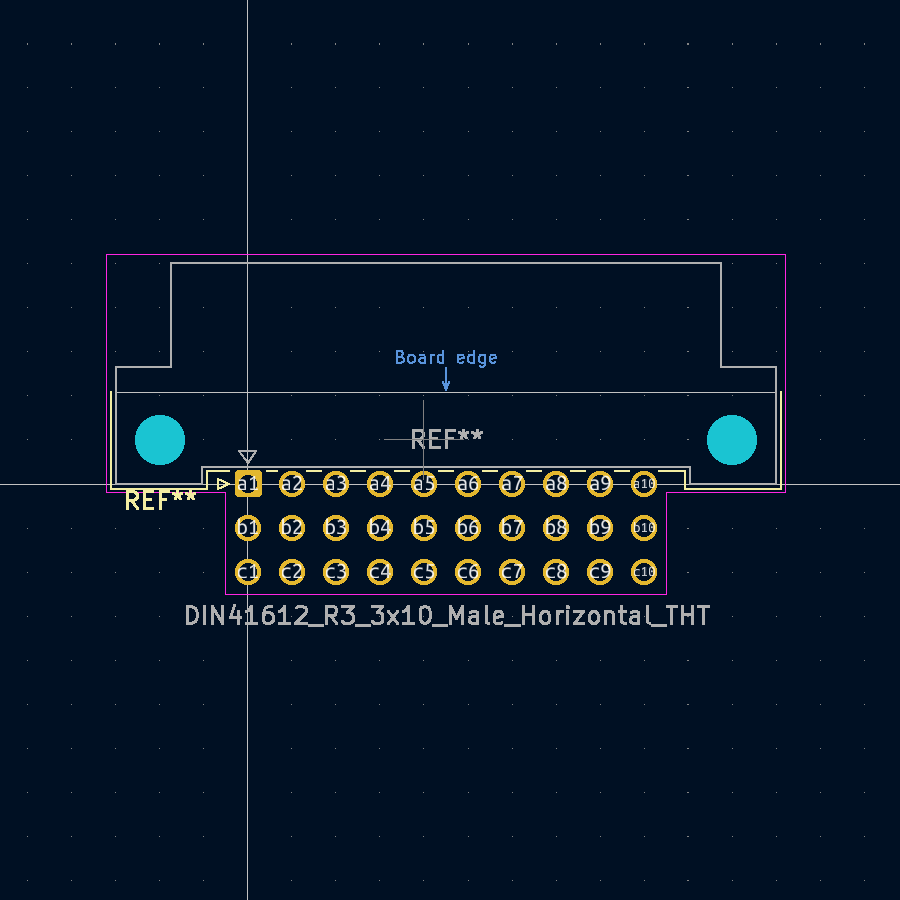 Board edge
REF**
a1 a2 a3 a4 a5 a6 a7 a8 a9 a10
REF**
b1 b2 b3 b4 b5 b6 b7 b8 b9 b10
c1 c2 c3 c4 c5 c6 c7 c8 c9 c10
DIN41612_R3_3x10_Male_Horizontal_THT